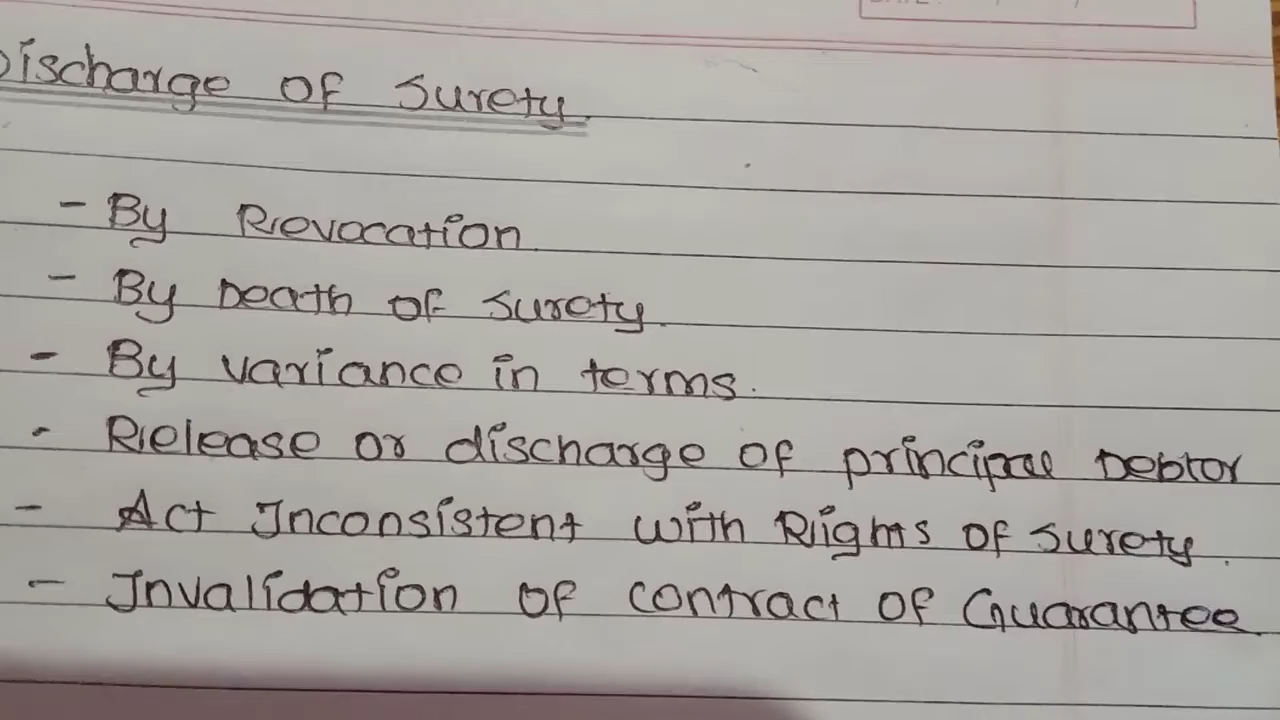 Discharge of Surety
- By Revocation
- By Death of Surety.
- By variance in terms.
- Release or discharge of principal Debtor
- Act Inconsistent with Rights of Surety.
- Invalidation of contract of Guarantee.